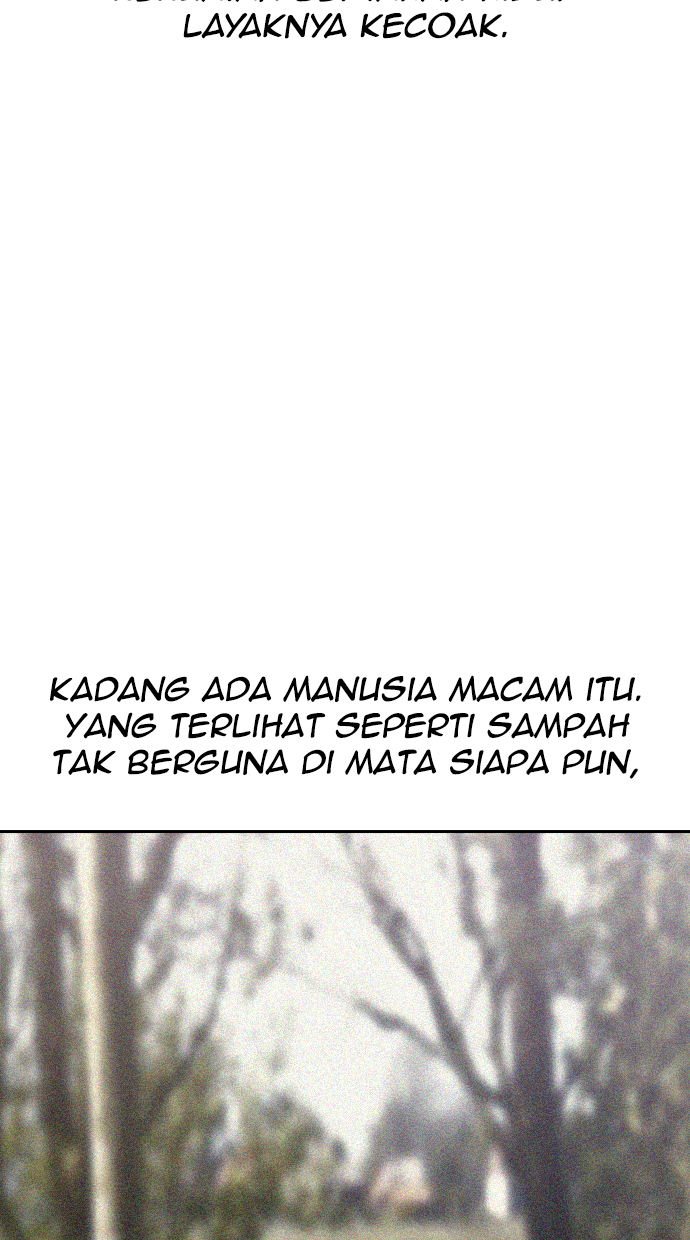 LAYAKNYA KECOAK.
KADANG ADA MANUSIA MACAM ITU.
YANG TERLIHAT SEPERTI SAMPAH
TAK BERGUNA DI MATA SIAPA PUN,